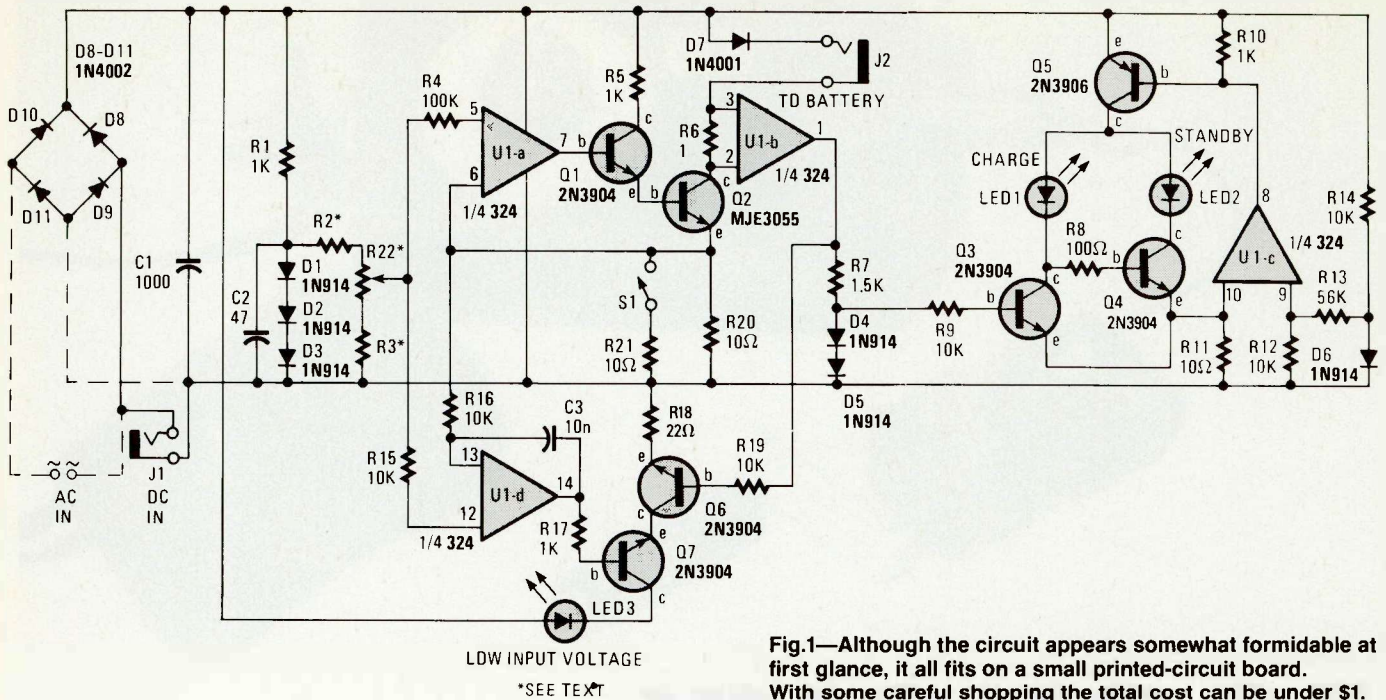 D8-D11
1N4002
D10
D8
D11
D9
AC
IN
J1
DC
IN
C1
1000
R1
1K
C2
47
R2*
R22*
D1
1N914
D2
1N914
D3
1N914
R3*
R4
100K
5
6
7
U1-a
1/4 324
R5
1K
b
c
e
Q1
2N3904
b
c
e
Q2
MJE3055
D7
1N4001
J2
TO BATTERY
R6
1
3
2
1
U1-b
1/4 324
S1
R21
10Ω
R20
10Ω
R7
1.5K
D4
1N914
D5
1N914
R16
10K
C3
10n
R15
10K
13
12
14
U1-d
1/4 324
R17
1K
R18
22Ω
e
b
c
R19
10K
Q6
2N3904
e
b
c
Q7
2N3904
LED3
LOW INPUT VOLTAGE
*SEE TEXT
R9
10K
Q3
2N3904
b
c
e
R8
100Ω
b
c
e
Q4
2N3904
CHARGE
LED1
STANDBY
LED2
Q5
2N3906
e
b
c
R10
1K
8
1/4 324
U1-c
10
9
R11
10Ω
R12
10K
R13
56K
R14
10K
D6
1N914
Fig.1—Although the circuit appears somewhat formidable at
first glance, it all fits on a small printed-circuit board.
With some careful shopping the total cost can be under $1.